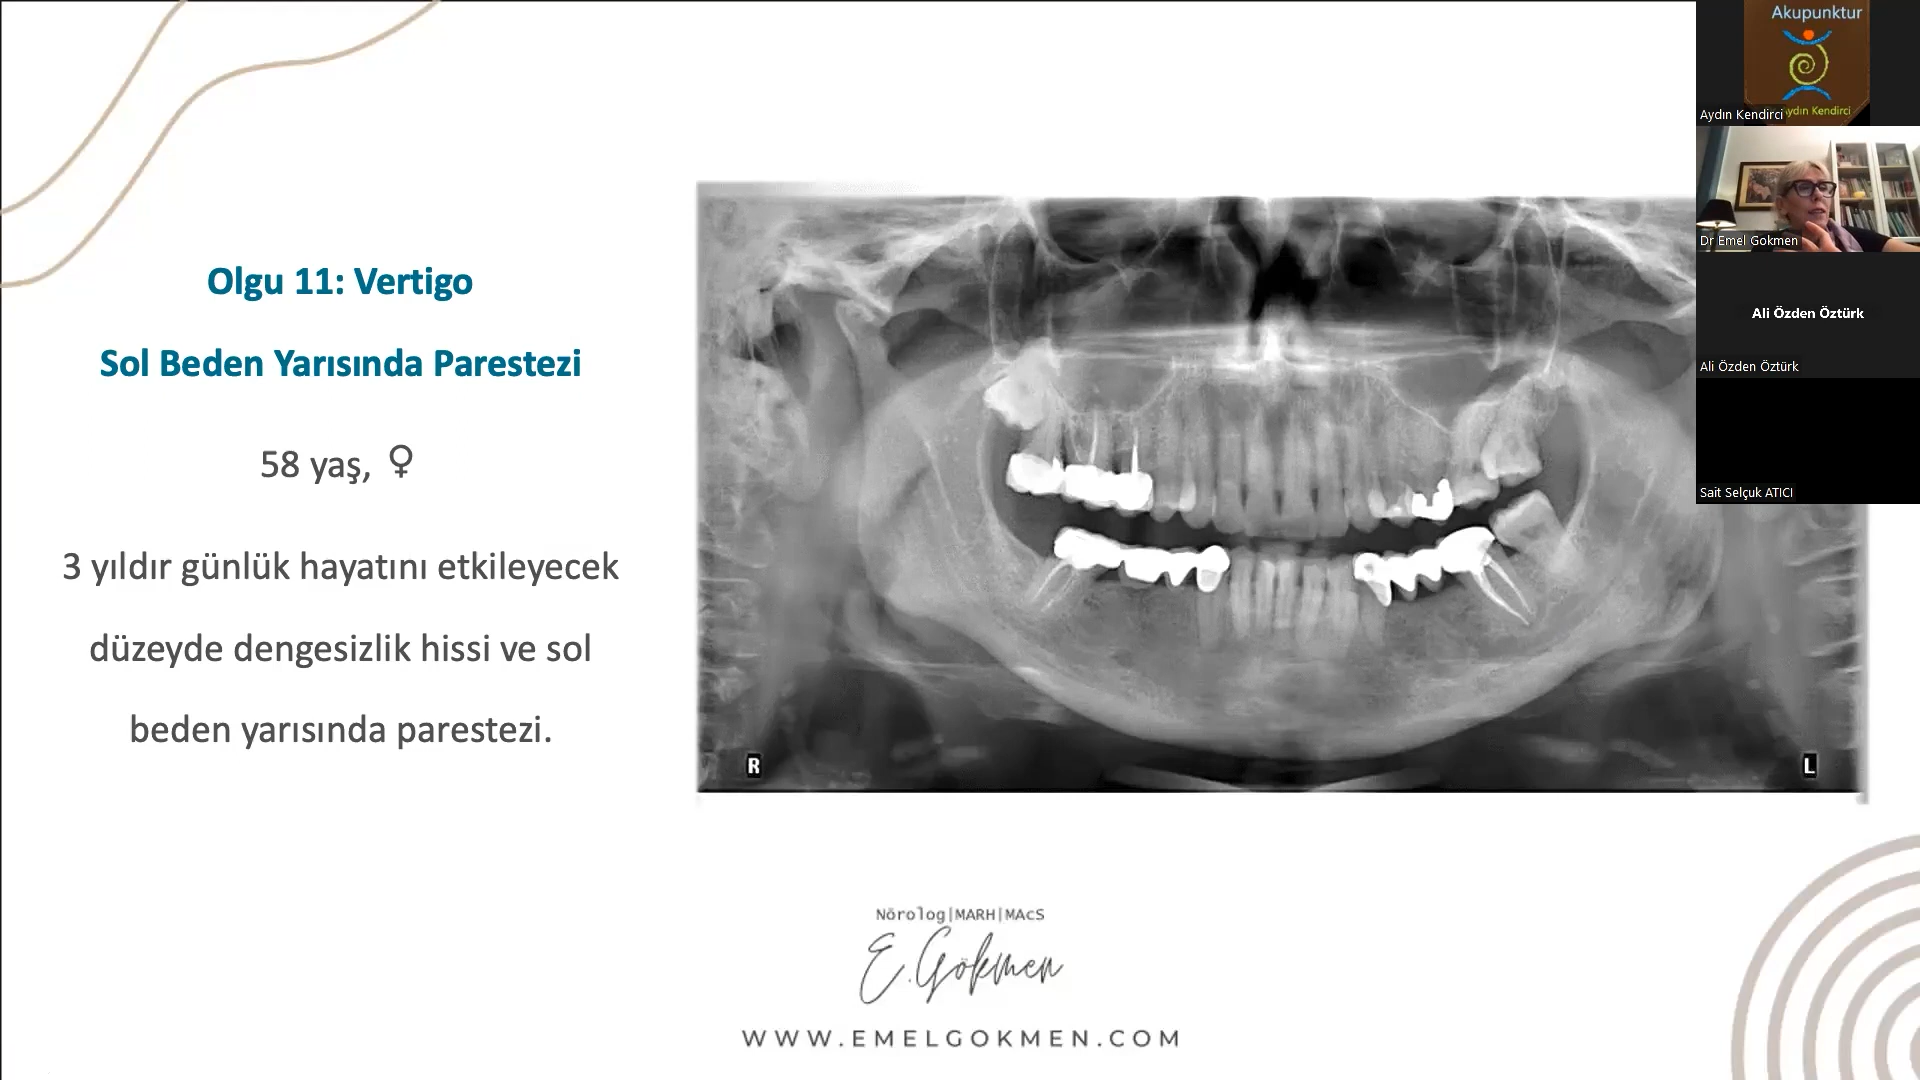 Olgu 11: Vertigo
Sol Beden Yarısında Parestezi
58 yaş, ♀
3 yıldır günlük hayatını etkileyecek
düzeyde dengesizlik hissi ve sol
beden yarısında parestezi.
R
L
Nörolog|MARH|MAcS
E.Gökmen
WWW.EMELGOKMEN.COM
Akupunktur
Aydın Kendirci
Aydın Kendirci
Dr Emel Gokmen
Ali Özden Öztürk
Ali Özden Öztürk
Sait Selçuk ATICI